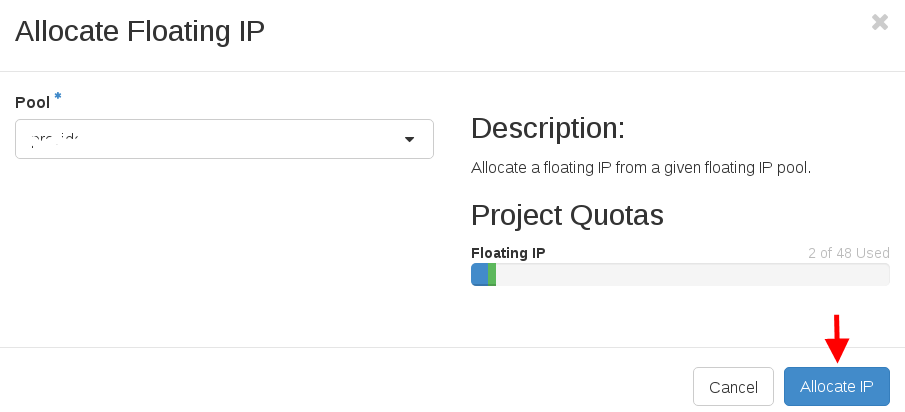 Allocate Floating IP
Pool *
Description:
Allocate a floating IP from a given floating IP pool.
Project Quotas
Floating IP
2 of 48 Used
Cancel
Allocate IP